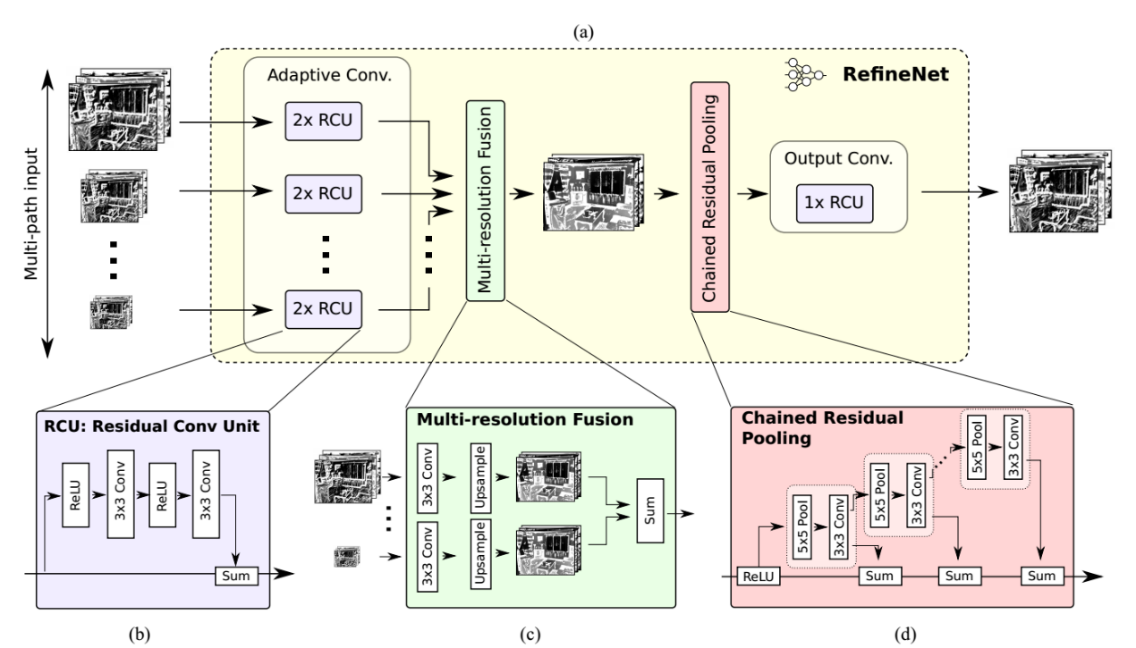 (a)
Multi-path input
Adaptive Conv.
2x RCU
2x RCU
2x RCU
Multi-resolution Fusion
Chained Residual Pooling
RefineNet
Output Conv.
1x RCU
RCU: Residual Conv Unit
ReLU
3x3 Conv
ReLU
3x3 Conv
Sum
(b)
Multi-resolution Fusion
3x3 Conv
Upsample
3x3 Conv
Upsample
Sum
(c)
Chained Residual
Pooling
ReLU
5x5 Pool
3x3 Conv
5x5 Pool
3x3 Conv
5x5 Pool
3x3 Conv
Sum
Sum
Sum
(d)